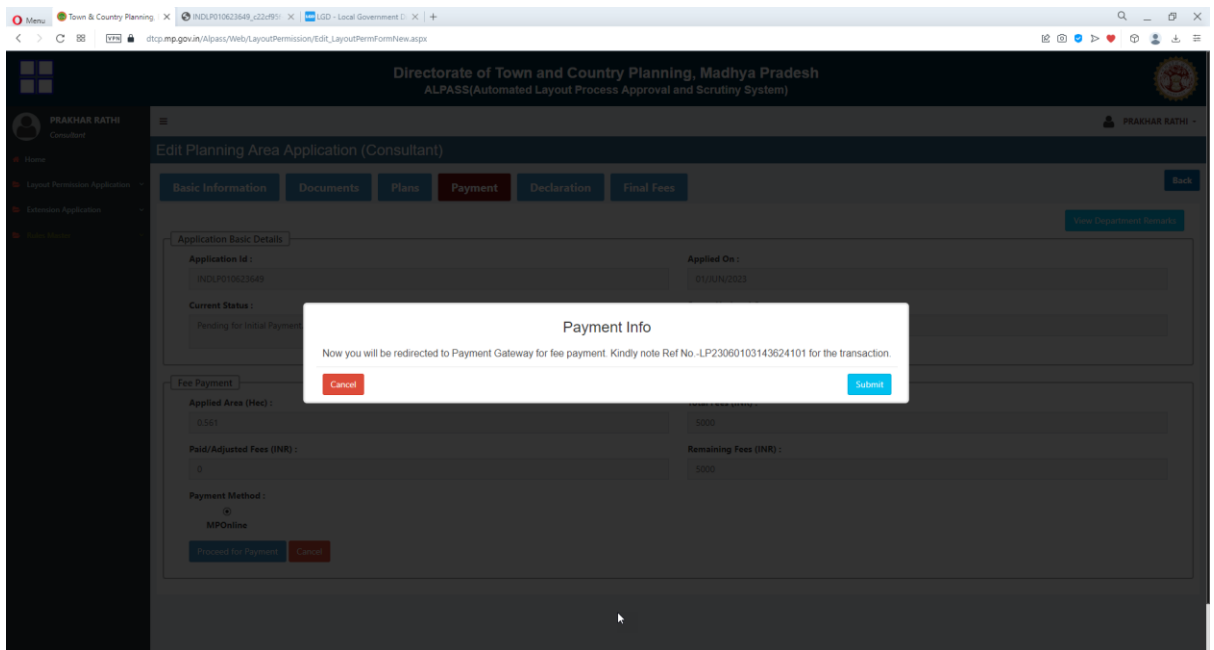 Menu
Town & Country Planning,
INDLP010623649_c22cf95
LGD - Local Government D
VPN
dtcp.mp.gov.in/Alpass/Web/LayoutPermission/Edit_LayoutPermFormNew.aspx
Directorate of Town and Country Planning, Madhya Pradesh
ALPASS(Automated Layout Process Approval and Scrutiny System)
PRAKHAR RATHI
Consultant
PRAKHAR RATHI
Home
Layout Permission Application
Extension Application
Edit Planning Area Application (Consultant)
Basic Information Documents Plans Payment Declaration Final Fees
Back
View Department Remarks
Application Basic Details
Application Id : Applied On :
INDLP010623649 01/JUN/2023
Current Status :
Pending for Initial Payment
Payment Info
Now you will be redirected to Payment Gateway for fee payment. Kindly note Ref No.-LP23060103143624101 for the transaction.
Cancel Submit
Fee Payment
Applied Area (Hec) : Total Fees (INR) :
0.561 5000
Paid/Adjusted Fees (INR) : Remaining Fees (INR) :
0 5000
Payment Method :
MPOnline
Proceed for Payment Cancel